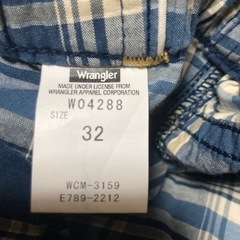 Wrangler
MADE UNDER LICENSE FROM
WRANGLER APPAREL CORPORATION
W04288
SIZE
32
WCM-3159
E789-2212